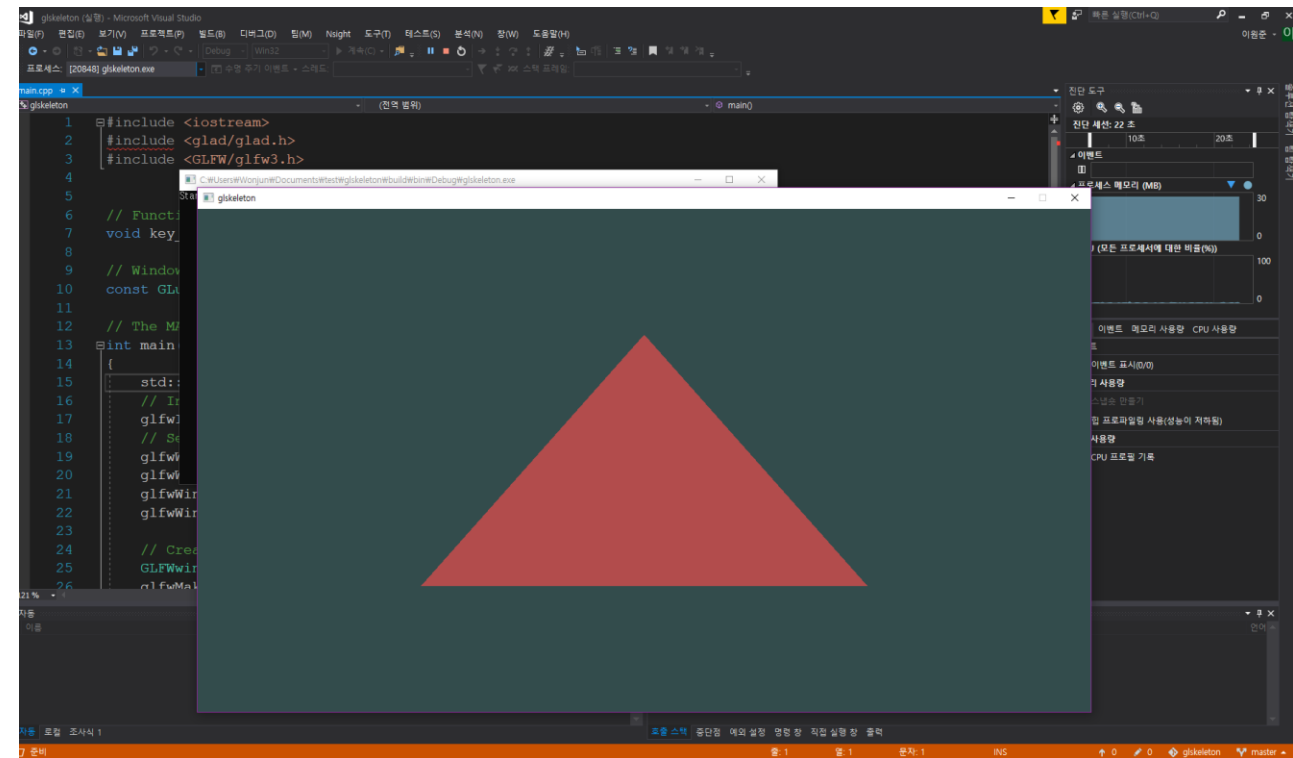 glskeleton (실행) - Microsoft Visual Studio
빠른 실행(Ctrl+Q)
파일(F) 편집(E) 보기(V) 프로젝트(P) 빌드(B) 디버그(D) 팀(M) Nsight 도구(T) 테스트(S) 분석(N) 창(W) 도움말(H)
이원준
Debug Win32 계속(C)
프로세스: [20848] glskeleton.exe 수명 주기 이벤트 스레드: 스택 프레임:
main.cpp
glskeleton (전역 범위) main()
1 #include <iostream>
2 #include <glad/glad.h>
3 #include <GLFW/glfw3.h>
4
5
6 // Functi
7 void key_
8
9 // Window
10 const GLu
11
12 // The MA
13 int main
14 {
15 std::
16 // In
17 glfwI
18 // Se
19 glfwW
20 glfwW
21 glfwWin
22 glfwWin
23
24 // Crea
25 GLFWwin
26 glfwMak
C:₩Users₩Wonjun₩Documents₩test₩glskeleton₩build₩bin₩Debug₩glskeleton.exe
Star
glskeleton
진단 도구
진단 세션: 22 초
10초 20초
이벤트
프로세스 메모리 (MB)
30
0
(모든 프로세서에 대한 비율(%))
100
0
이벤트 메모리 사용량 CPU 사용량
이벤트 표시(0/0)
리 사용량
스냅숏 만들기
힙 프로파일링 사용(성능이 저하됨)
사용량
CPU 프로필 기록
121 %
자동
이름
언어
자동 로컬 조사식 1
호출 스택 중단점 예외 설정 명령 창 직접 실행 창 출력
준비 줄: 1 열: 1 문자: 1 INS 0 0 glskeleton master